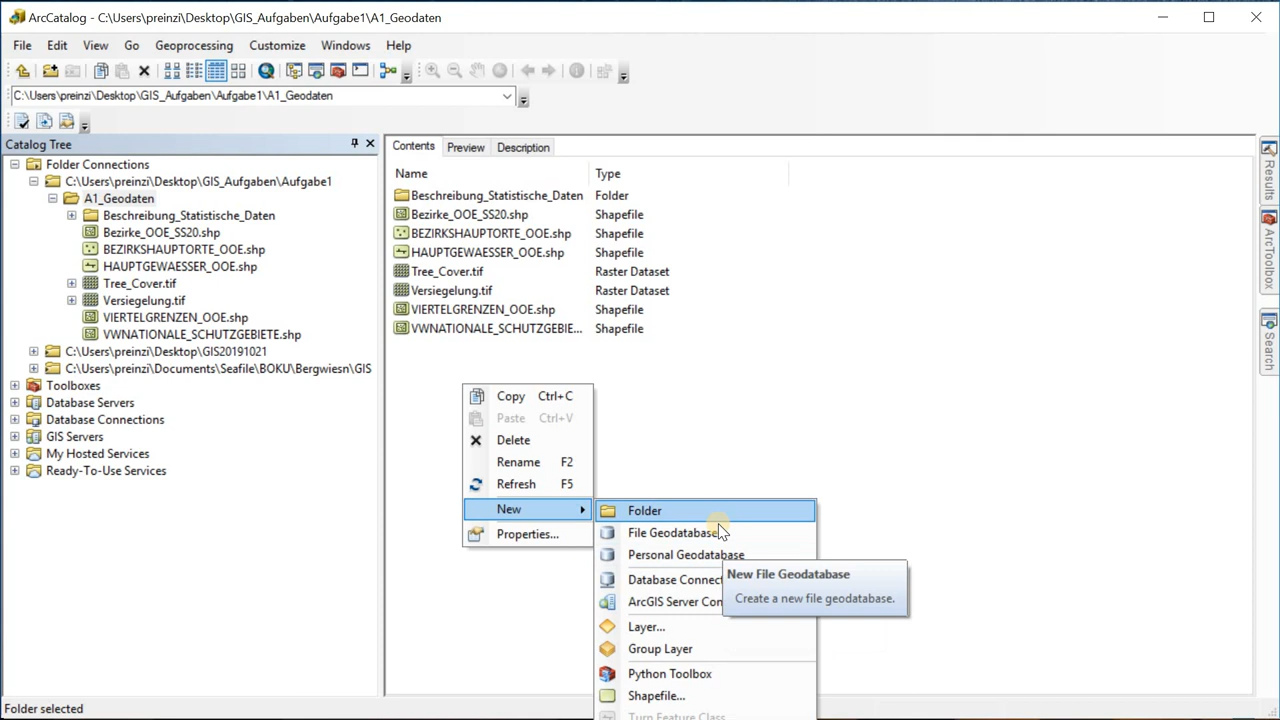 ArcCatalog - C:\Users\preinzi\Desktop\GIS_Aufgaben\Aufgabe1\A1_Geodaten
File Edit View Go Geoprocessing Customize Windows Help
C:\Users\preinzi\Desktop\GIS_Aufgaben\Aufgabe1\A1_Geodaten
Catalog Tree
Folder Connections
C:\Users\preinzi\Desktop\GIS_Aufgaben\Aufgabe1
A1_Geodaten
Beschreibung_Statistische_Daten
Bezirke_OOE_SS20.shp
BEZIRKSHAUPTORTE_OOE.shp
HAUPTGEWAESSER_OOE.shp
Tree_Cover.tif
Versiegelung.tif
VIERTELGRENZEN_OOE.shp
VWNATIONALE_SCHUTZGEBIETE.shp
C:\Users\preinzi\Desktop\GIS20191021
C:\Users\preinzi\Documents\Seafile\BOKU\Bergwiesn\GIS
Toolboxes
Database Servers
Database Connections
GIS Servers
My Hosted Services
Ready-To-Use Services
Contents Preview Description
Name Type
Beschreibung_Statistische_Daten Folder
Bezirke_OOE_SS20.shp Shapefile
BEZIRKSHAUPTORTE_OOE.shp Shapefile
HAUPTGEWAESSER_OOE.shp Shapefile
Tree_Cover.tif Raster Dataset
Versiegelung.tif Raster Dataset
VIERTELGRENZEN_OOE.shp Shapefile
VWNATIONALE_SCHUTZGEBIE... Shapefile
Copy Ctrl+C
Paste Ctrl+V
Delete
Rename F2
Refresh F5
New
Properties...
Folder
File Geodatabase
Personal Geodatabase
Database Connect
ArcGIS Server Con
Layer...
Group Layer
Python Toolbox
Shapefile...
Turn Feature Class
New File Geodatabase
Create a new file geodatabase.
Results
ArcToolbox
Search
Folder selected